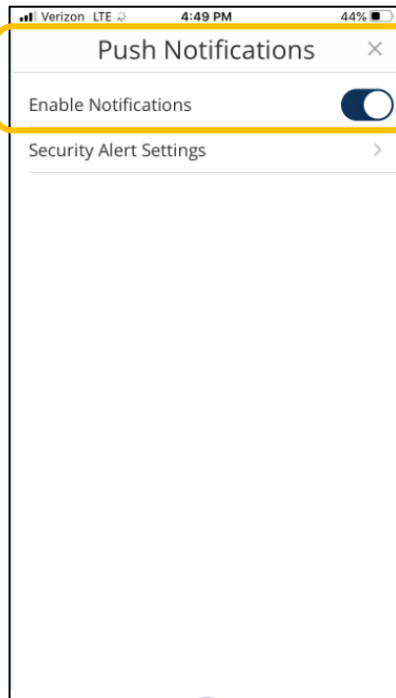 Verizon LTE 4:49 PM 44%
Push Notifications
Enable Notifications
Security Alert Settings